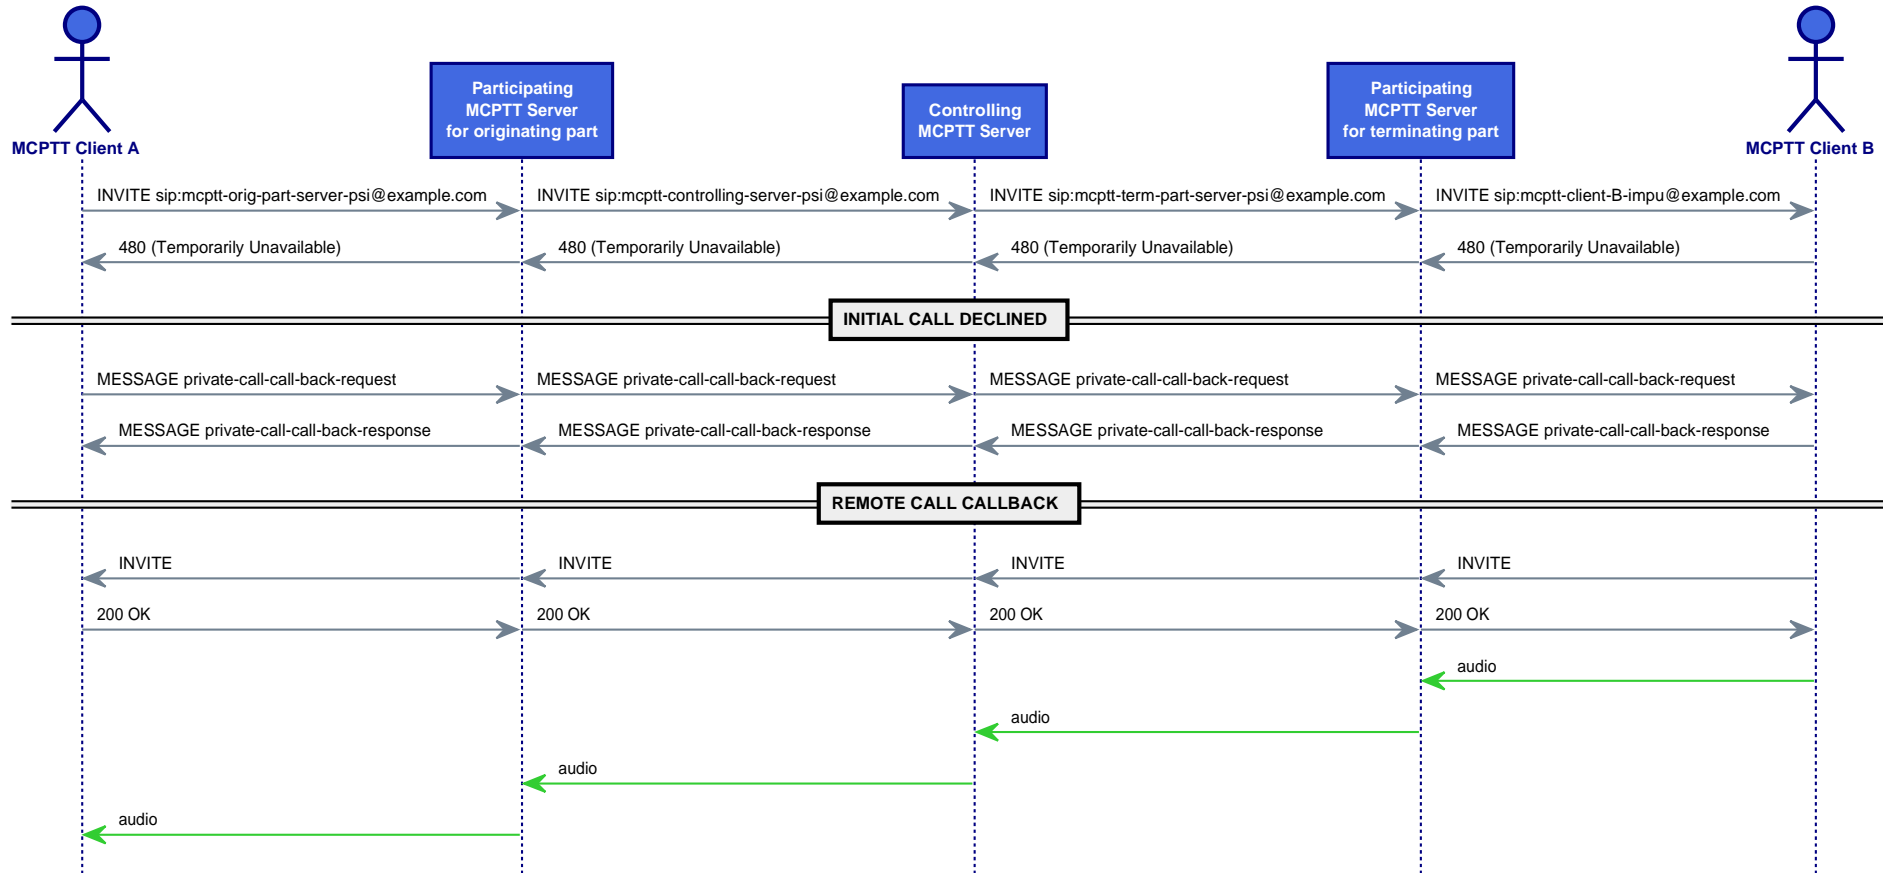 Participating
MCPTT Server
for originating part
Controlling
MCPTT Server
Participating
MCPTT Server
for terminating part
MCPTT Client A
MCPTT Client B
INVITE sip:mcptt-orig-part-server-psi@example.com
INVITE sip:mcptt-controlling-server-psi@example.com
INVITE sip:mcptt-term-part-server-psi@example.com
INVITE sip:mcptt-client-B-impu@example.com
480 (Temporarily Unavailable)
480 (Temporarily Unavailable)
480 (Temporarily Unavailable)
480 (Temporarily Unavailable)
INITIAL CALL DECLINED
MESSAGE private-call-call-back-request
MESSAGE private-call-call-back-request
MESSAGE private-call-call-back-request
MESSAGE private-call-call-back-request
MESSAGE private-call-call-back-response
MESSAGE private-call-call-back-response
MESSAGE private-call-call-back-response
MESSAGE private-call-call-back-response
REMOTE CALL CALLBACK
INVITE
INVITE
INVITE
INVITE
200 OK
200 OK
200 OK
200 OK
audio
audio
audio
audio